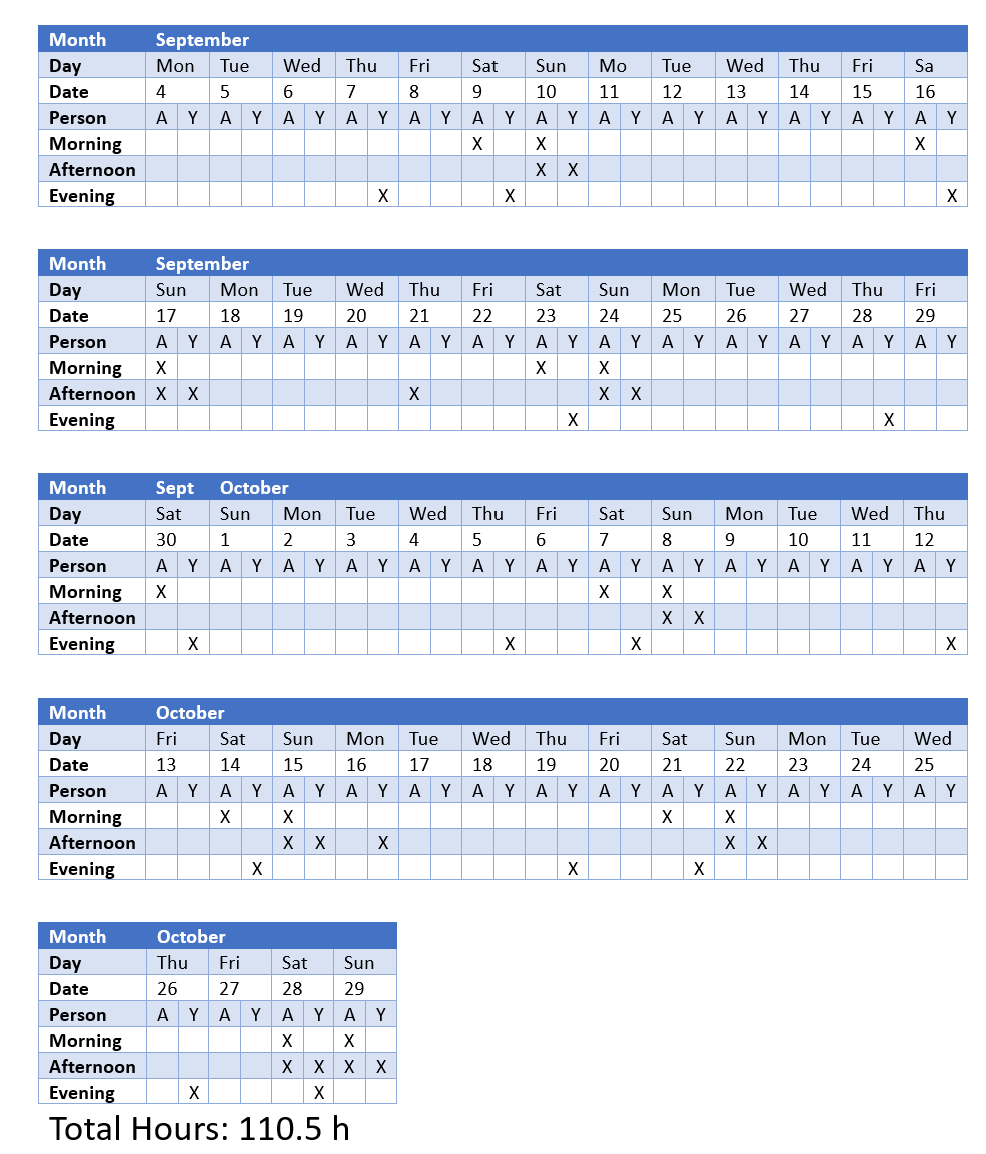 Month September
Day Mon Tue Wed Thu Fri Sat Sun Mo Tue Wed Thu Fri Sa
Date 4 5 6 7 8 9 10 11 12 13 14 15 16
Person A Y A Y A Y A Y A Y A Y A Y A Y A Y A Y A Y A Y A Y
Morning X X X
Afternoon X X
Evening X X X
Month September
Day Sun Mon Tue Wed Thu Fri Sat Sun Mon Tue Wed Thu Fri
Date 17 18 19 20 21 22 23 24 25 26 27 28 29
Person A Y A Y A Y A Y A Y A Y A Y A Y A Y A Y A Y A Y A Y
Morning X X X
Afternoon X X X X X
Evening X X
Month Sept October
Day Sat Sun Mon Tue Wed Thu Fri Sat Sun Mon Tue Wed Thu
Date 30 1 2 3 4 5 6 7 8 9 10 11 12
Person A Y A Y A Y A Y A Y A Y A Y A Y A Y A Y A Y A Y A Y
Morning X X X
Afternoon X X
Evening X X X X
Month October
Day Fri Sat Sun Mon Tue Wed Thu Fri Sat Sun Mon Tue Wed
Date 13 14 15 16 17 18 19 20 21 22 23 24 25
Person A Y A Y A Y A Y A Y A Y A Y A Y A Y A Y A Y A Y A Y
Morning X X X X
Afternoon X X X X X
Evening X X X
Month October
Day Thu Fri Sat Sun
Date 26 27 28 29
Person A Y A Y A Y A Y
Morning X X
Afternoon X X X X
Evening X X
Total Hours: 110.5 h